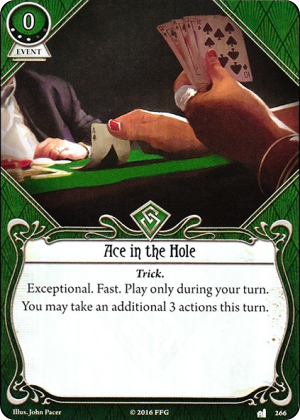 0
EVENT
Ace in the Hole
Trick.
Exceptional. Fast. Play only during your turn.
You may take an additional 3 actions this turn.
Illus. John Pacer
© 2016 FFG
266